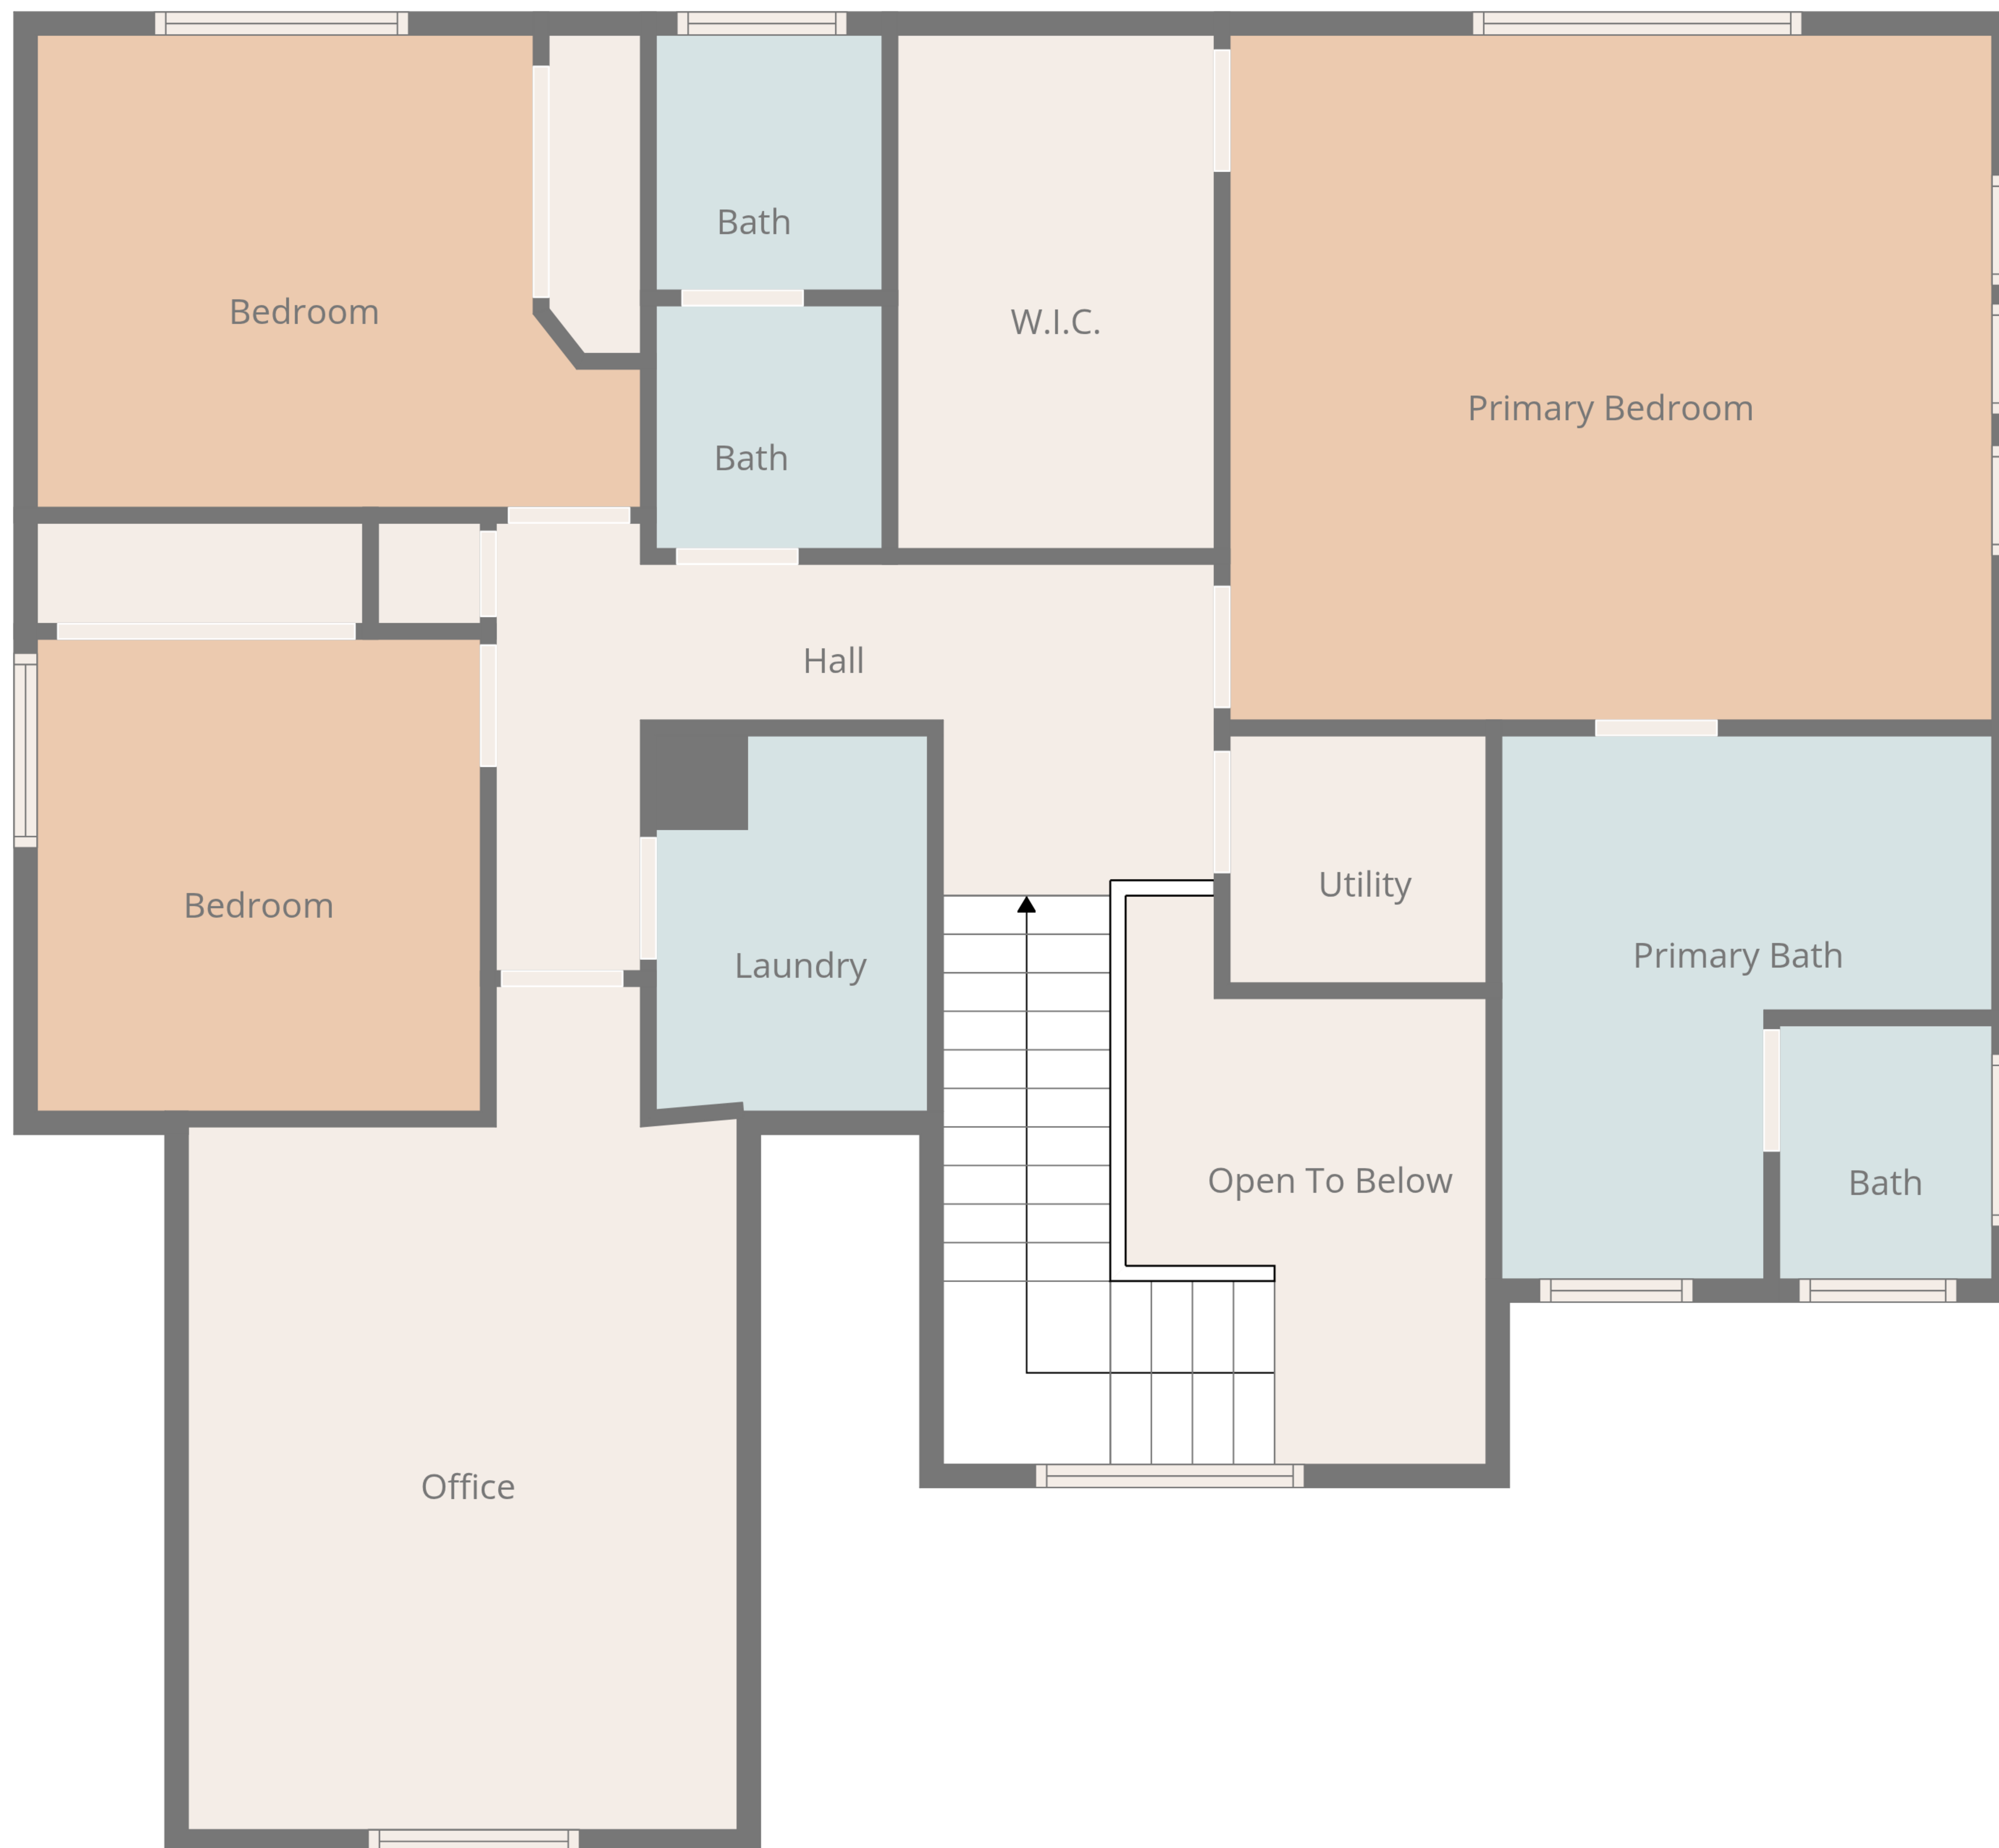 Bath
Bedroom
W.I.C.
Primary Bedroom
Bath
Hall
Utility
Bedroom
Primary Bath
Laundry
Open To Below
Bath
Office